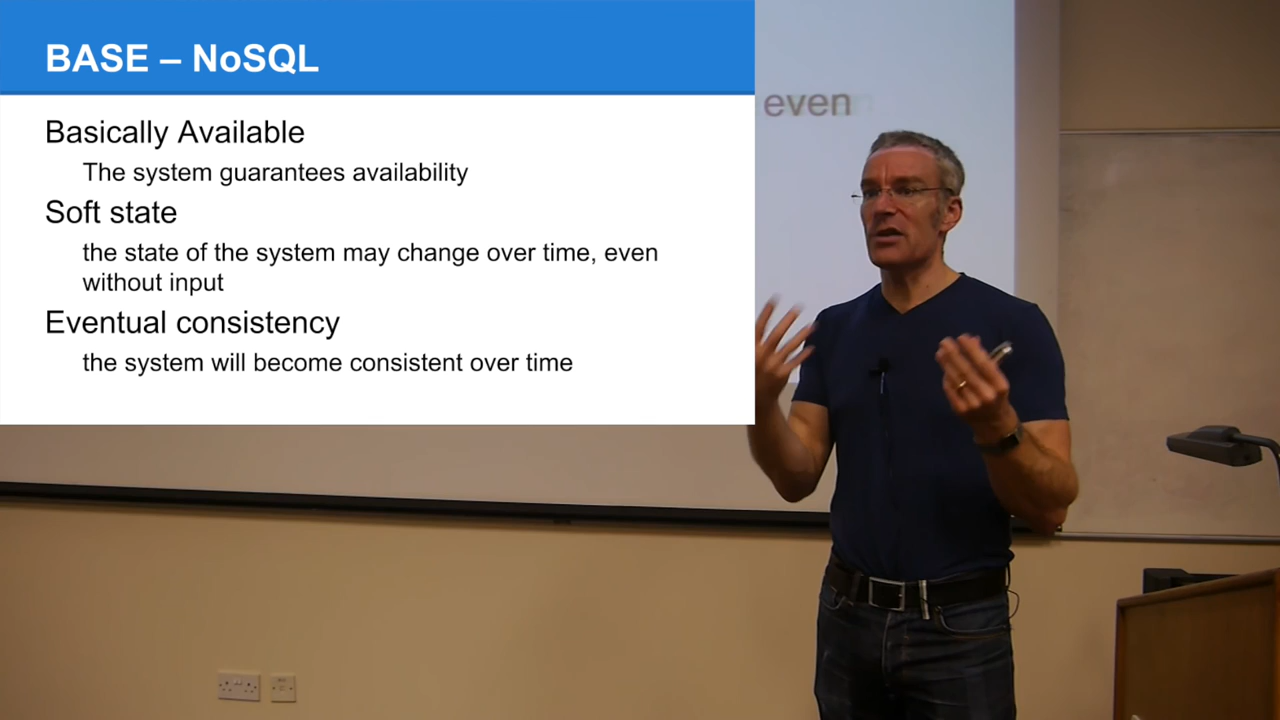 BASE – NoSQL
Basically Available
The system guarantees availability
Soft state
the state of the system may change over time, even
without input
Eventual consistency
the system will become consistent over time
even